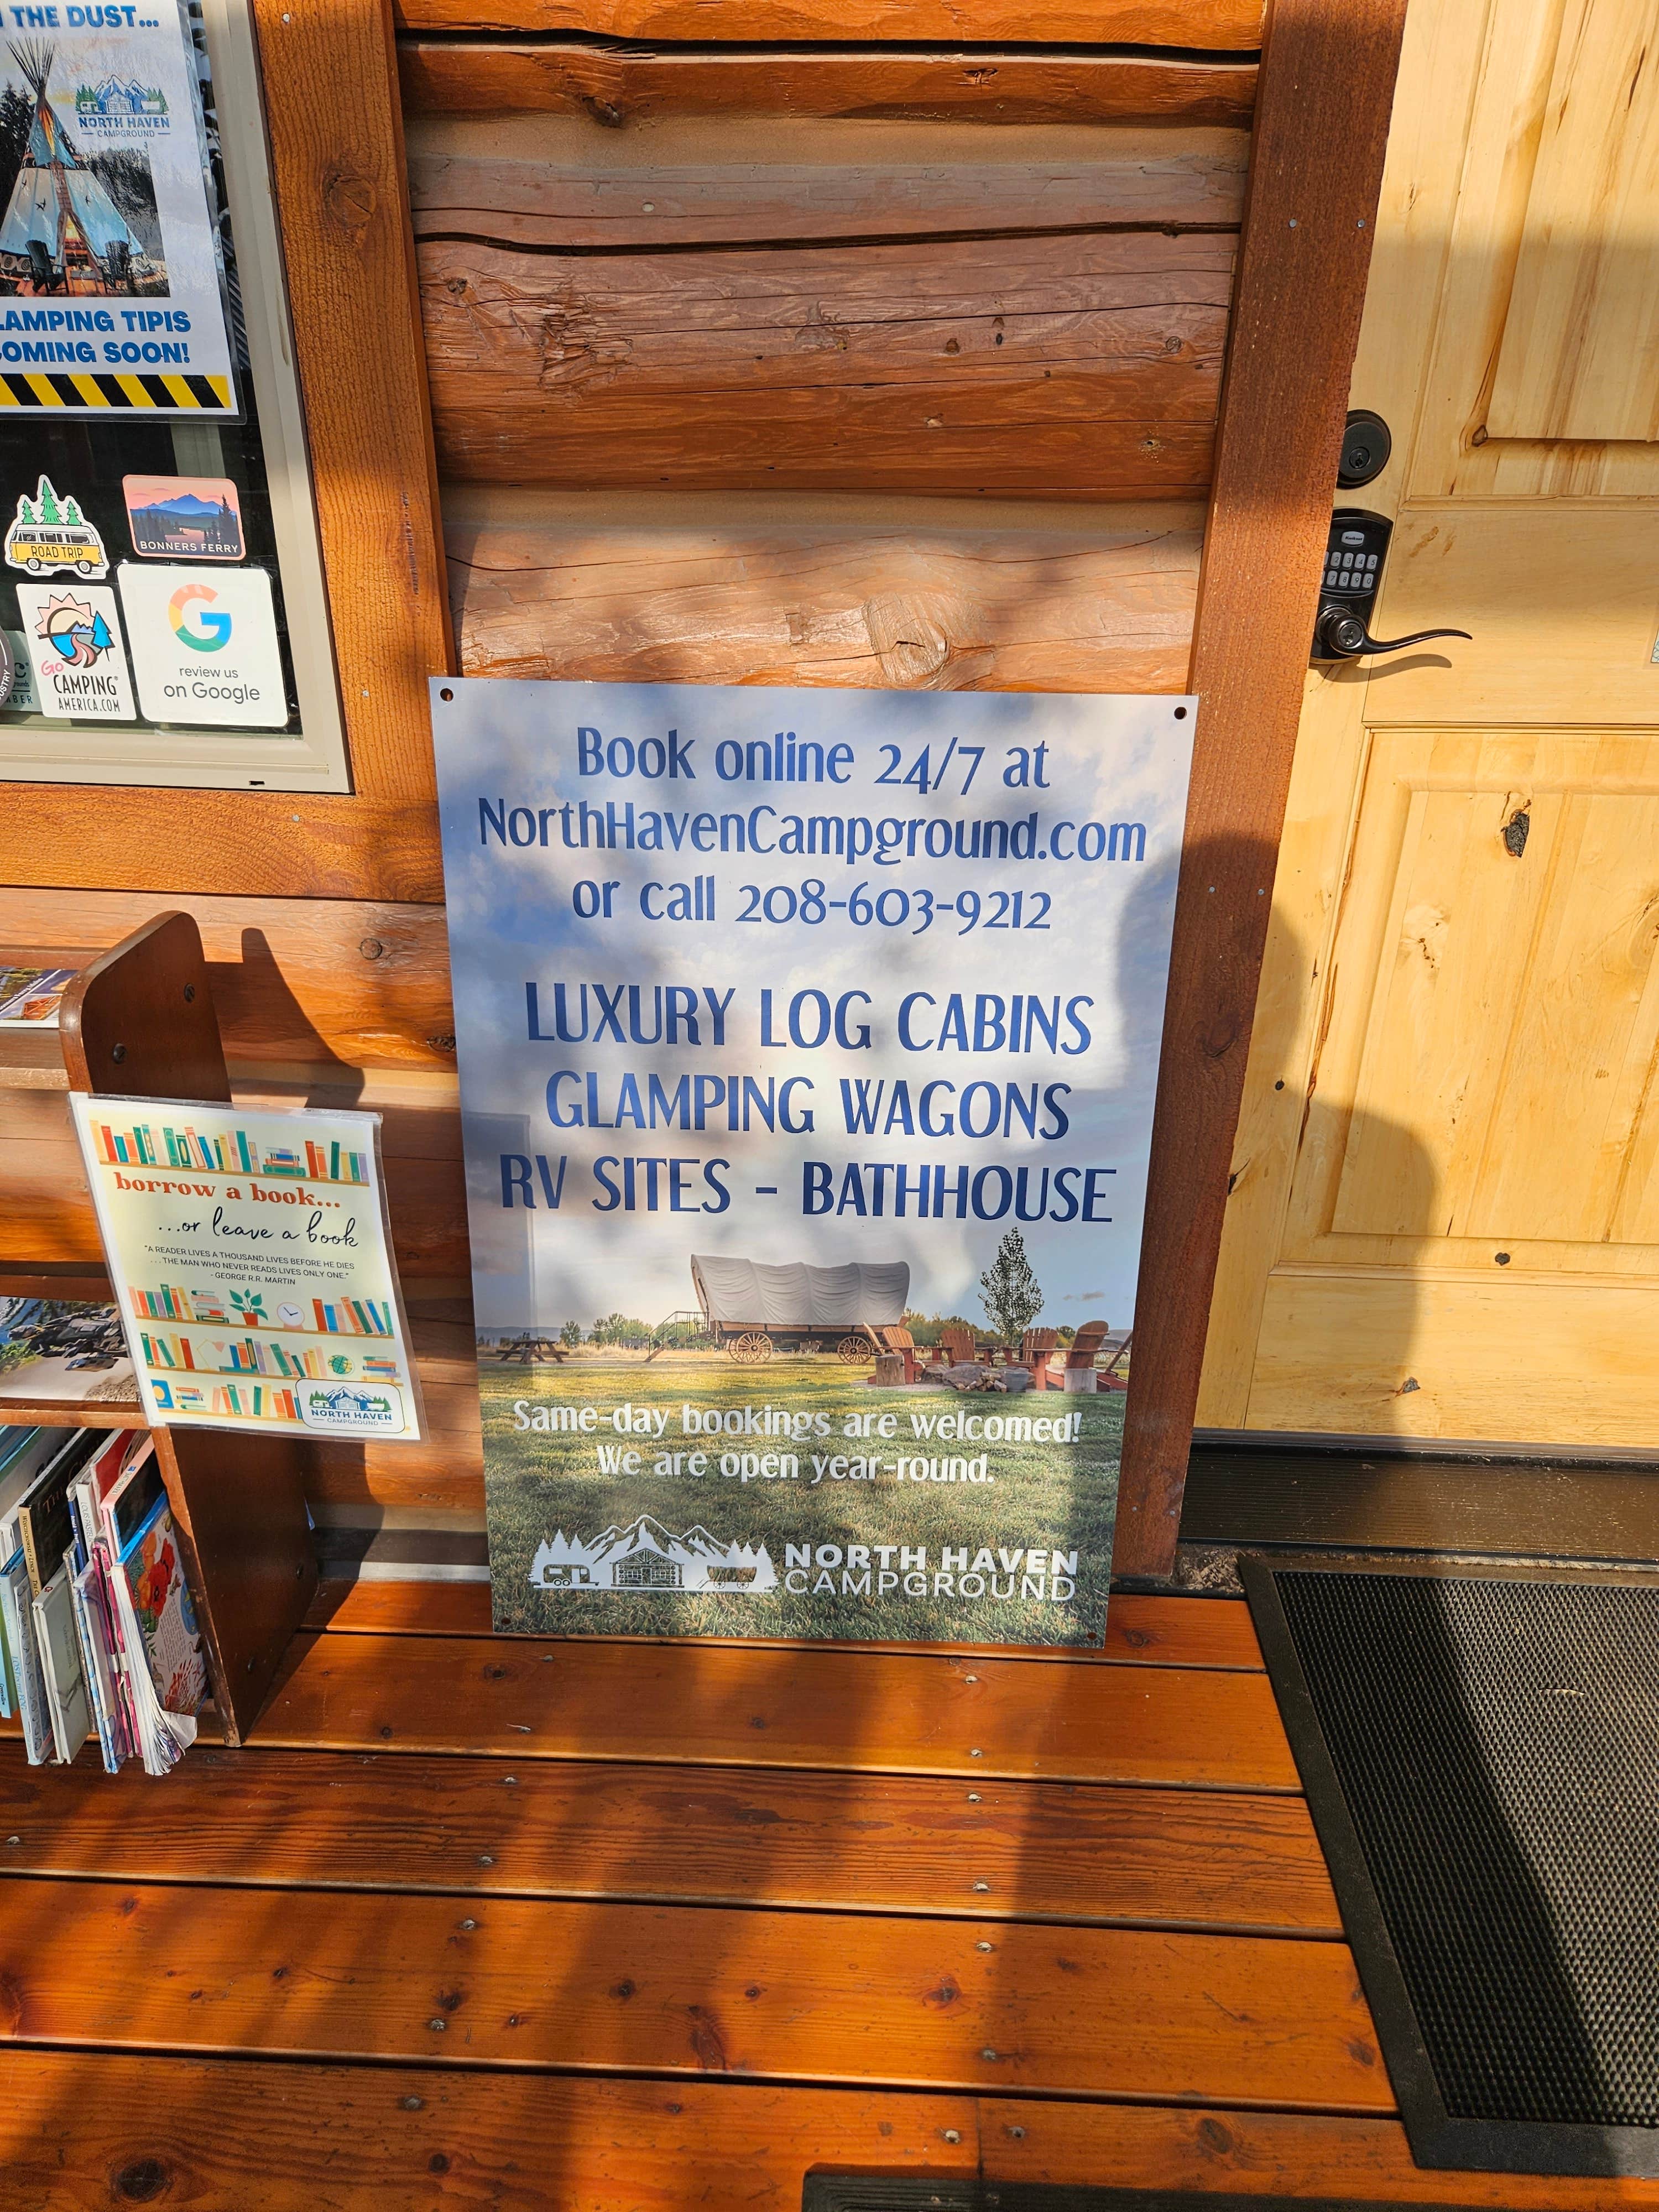 THE DUST...
NORTH HAVEN
CAMPGROUND
LAMPING TIPIS
OMING SOON!
ROAD TRIP
BONNERS FERRY
Go
CAMPING
AMERICA.COM
review us
on Google
Book online 24/7 at
NorthHavenCampground.com
or call 208-603-9212
LUXURY LOG CABINS
GLAMPING WAGONS
RV SITES - BATHHOUSE
Same-day bookings are welcomed!
We are open year-round.
NORTH HAVEN
CAMPGROUND
borrow a book...
...or leave a book
"A READER LIVES A THOUSAND LIVES BEFORE HE DIES
...THE MAN WHO NEVER READS LIVES ONLY ONE."
- GEORGE R.R. MARTIN
NORTH HAVEN
CAMPGROUND